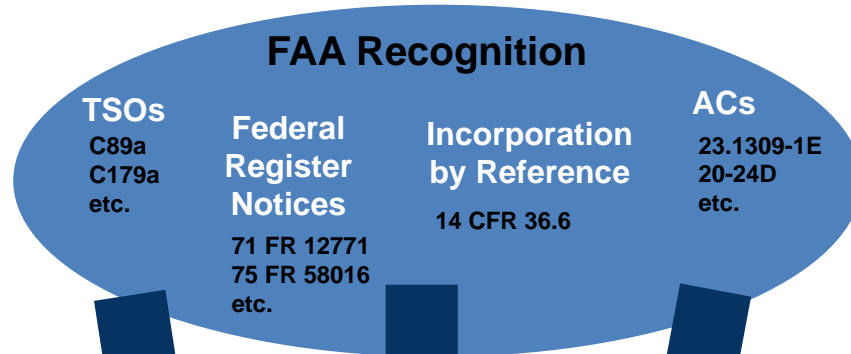 FAA Recognition
TSOs
C89a
C179a
etc.
Federal
Register
Notices
71 FR 12771
75 FR 58016
etc.
Incorporation
by Reference
14 CFR 36.6
ACs
23.1309-1E
20-24D
etc.